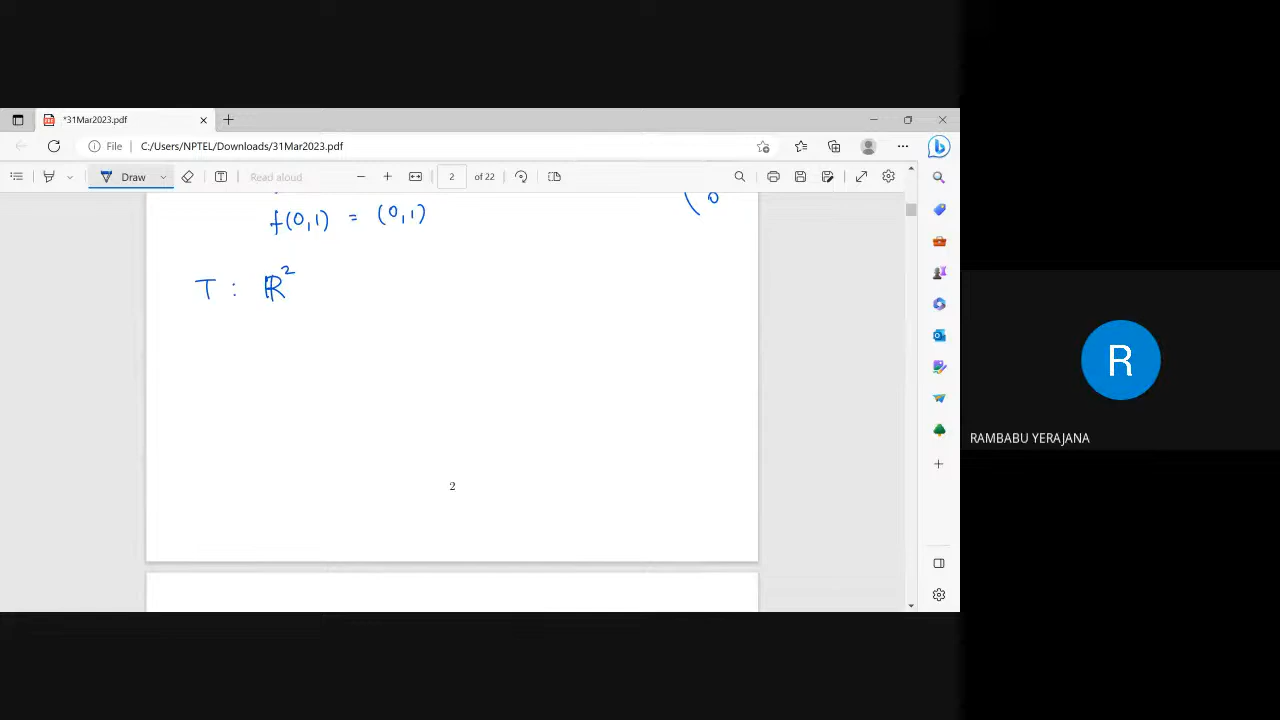 *31Mar2023.pdf
File C:/Users/NPTEL/Downloads/31Mar2023.pdf
Draw Read aloud 2 of 22
0
f(0,1) = (0,1)
T : ℝ²
2
R
RAMBABU YERAJANA